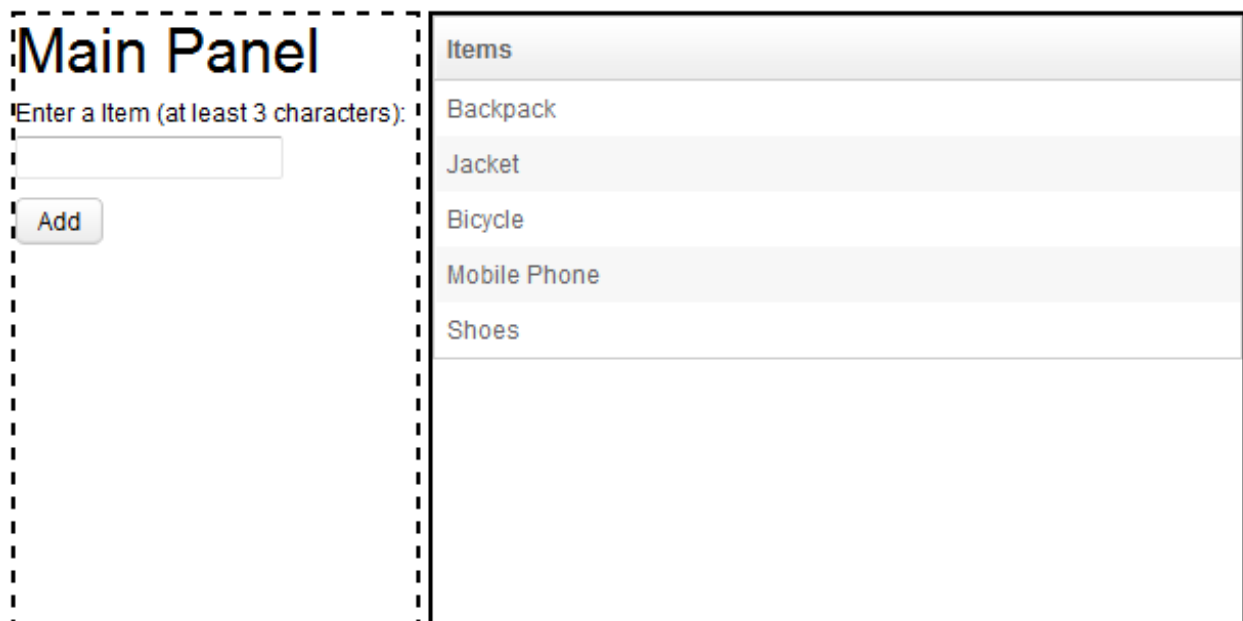 Main Panel
Enter a Item (at least 3 characters):
Add
Items
Backpack
Jacket
Bicycle
Mobile Phone
Shoes